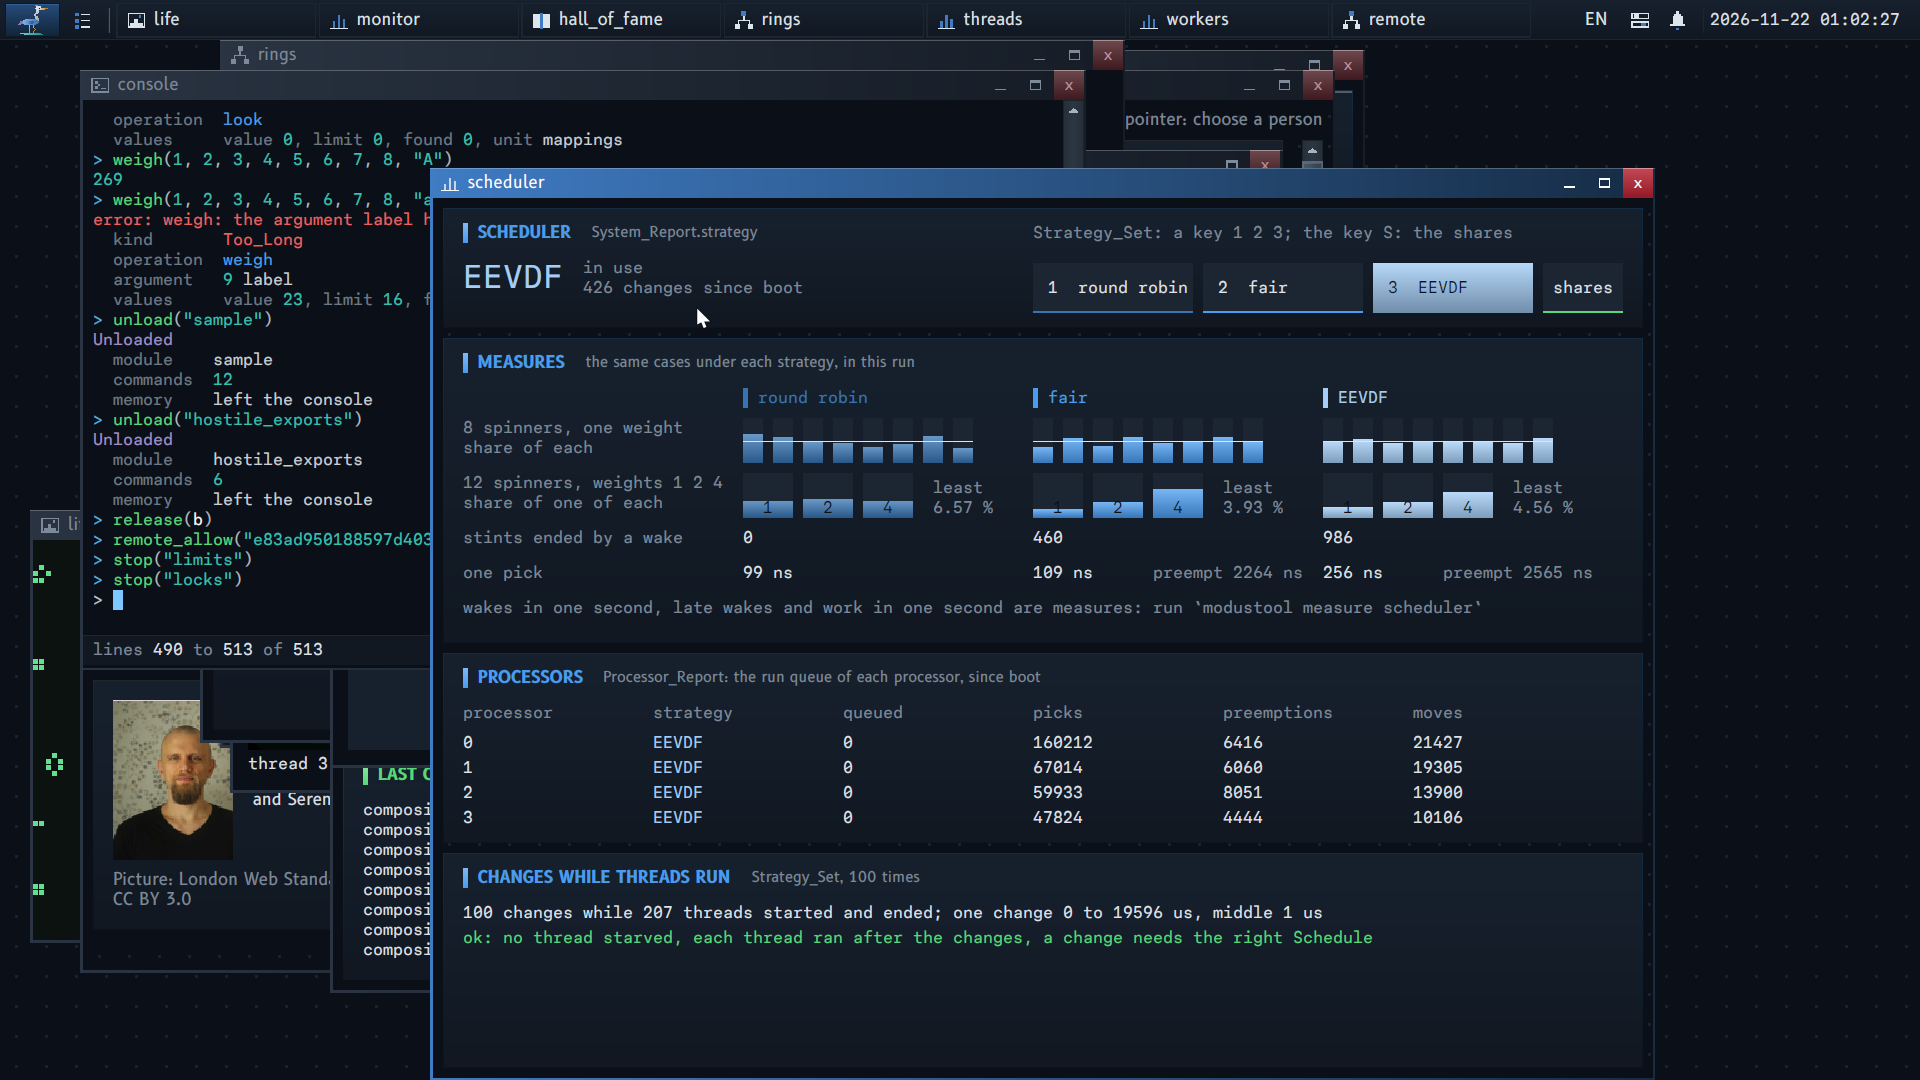 life
monitor
hall_of_fame
rings
threads
workers
remote
EN
2026-11-22 01:02:27
rings
console
pointer: choose a person
operation look
values value 0, limit 0, found 0, unit mappings
> weigh(1, 2, 3, 4, 5, 6, 7, 8, "A")
269
> weigh(1, 2, 3, 4, 5, 6, 7, 8,
error: weigh: the argument label
kind Too_Long
operation weigh
argument 9 label
values value 23, limit 16,
> unload("sample")
Unloaded
module sample
commands 12
memory left the console
> unload("hostile_exports")
Unloaded
module hostile_exports
commands 6
memory left the console
> release(b)
> remote_allow("e83ad950188597d403
> stop("limits")
> stop("locks")
>
lines 490 to 513 of 513
thread 3
and Seren
Picture: London Web Standa
CC BY 3.0
LAST
composi
composi
composi
composi
composi
composi
composi
composi
scheduler
SCHEDULER System_Report.strategy
Strategy_Set: a key 1 2 3; the key S: the shares
EEVDF
in use
426 changes since boot
1 round robin
2 fair
3 EEVDF
shares
MEASURES the same cases under each strategy, in this run
round robin fair EEVDF
8 spinners, one weight
share of each
12 spinners, weights 1 2 4
share of one of each
1 2 4 least
6.57 %
1 2 4 least
3.93 %
1 2 4 least
4.56 %
stints ended by a wake 0 460 986
one pick 99 ns 109 ns preempt 2264 ns 256 ns preempt 2565 ns
wakes in one second, late wakes and work in one second are measures: run `modustool measure scheduler`
PROCESSORS Processor_Report: the run queue of each processor, since boot
processor strategy queued picks preemptions moves
0 EEVDF 0 160212 6416 21427
1 EEVDF 0 67014 6060 19305
2 EEVDF 0 59933 8051 13900
3 EEVDF 0 47824 4444 10106
CHANGES WHILE THREADS RUN Strategy_Set, 100 times
100 changes while 207 threads started and ended; one change 0 to 19596 us, middle 1 us
ok: no thread starved, each thread ran after the changes, a change needs the right Schedule